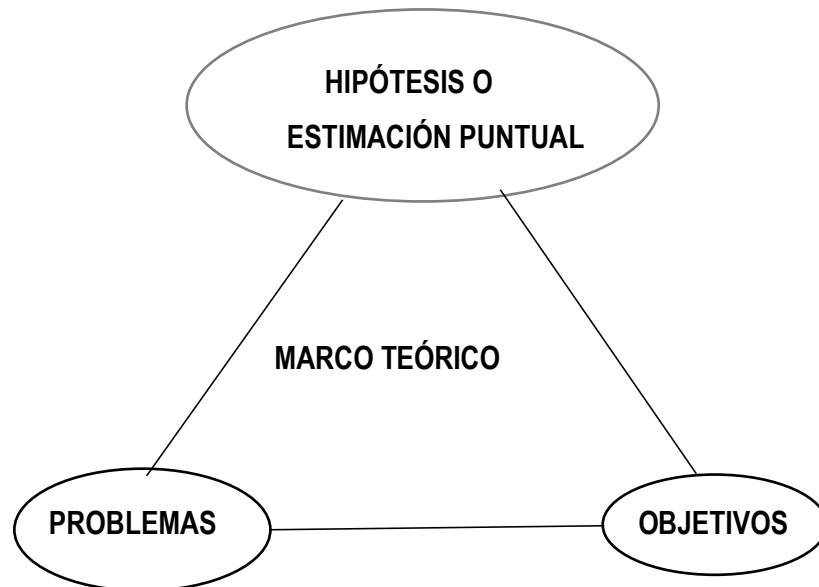 HIPÓTESIS O
ESTIMACIÓN PUNTUAL
MARCO TEÓRICO
PROBLEMAS
OBJETIVOS